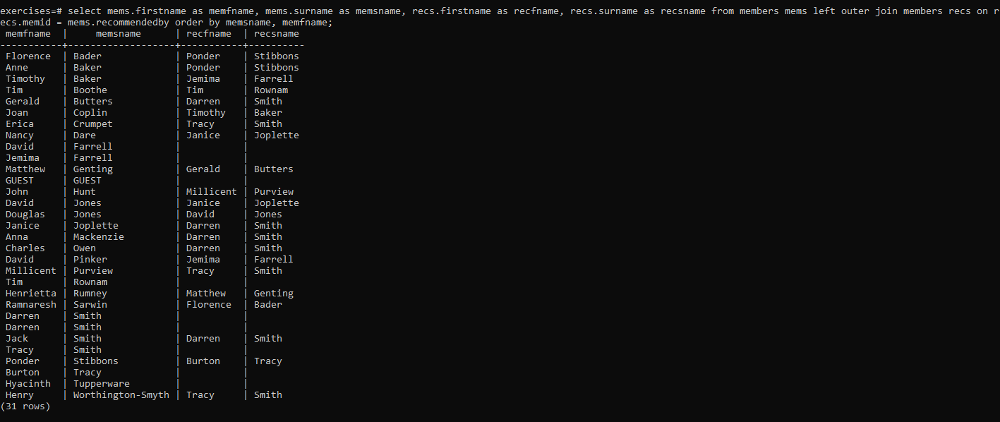 exercises=# select mems.firstname as memfname, mems.surname as memsname, recs.firstname as recfname, recs.surname as recsname from members mems left outer join members recs on r
ecs.memid = mems.recommendedby order by memsname, memfname;
 memfname  |     memsname      | recfname  | recsname
-----------+-------------------+-----------+----------
 Florence  | Bader             | Ponder    | Stibbons
 Anne      | Baker             | Ponder    | Stibbons
 Timothy   | Baker             | Jemima    | Farrell
 Tim       | Boothe            | Tim       | Rownam
 Gerald    | Butters           | Darren    | Smith
 Joan      | Coplin            | Timothy   | Baker
 Erica     | Crumpet           | Tracy     | Smith
 Nancy     | Dare              | Janice    | Joplette
 David     | Farrell           |           |
 Jemima    | Farrell           |           |
 Matthew   | Genting           | Gerald    | Butters
 GUEST     | GUEST             |           |
 John      | Hunt              | Millicent | Purview
 David     | Jones             | Janice    | Joplette
 Douglas   | Jones             | David     | Jones
 Janice    | Joplette          | Darren    | Smith
 Anna      | Mackenzie         | Darren    | Smith
 Charles   | Owen              | Darren    | Smith
 David     | Pinker            | Jemima    | Farrell
 Millicent | Purview           | Tracy     | Smith
 Tim       | Rownam            |           |
 Henrietta | Rumney            | Matthew   | Genting
 Ramnaresh | Sarwin            | Florence  | Bader
 Darren    | Smith             |           |
 Darren    | Smith             |           |
 Jack      | Smith             | Darren    | Smith
 Tracy     | Smith             |           |
 Ponder    | Stibbons          | Burton    | Tracy
 Burton    | Tracy             |           |
 Hyacinth  | Tupperware        |           |
 Henry     | Worthington-Smyth | Tracy     | Smith
(31 rows)